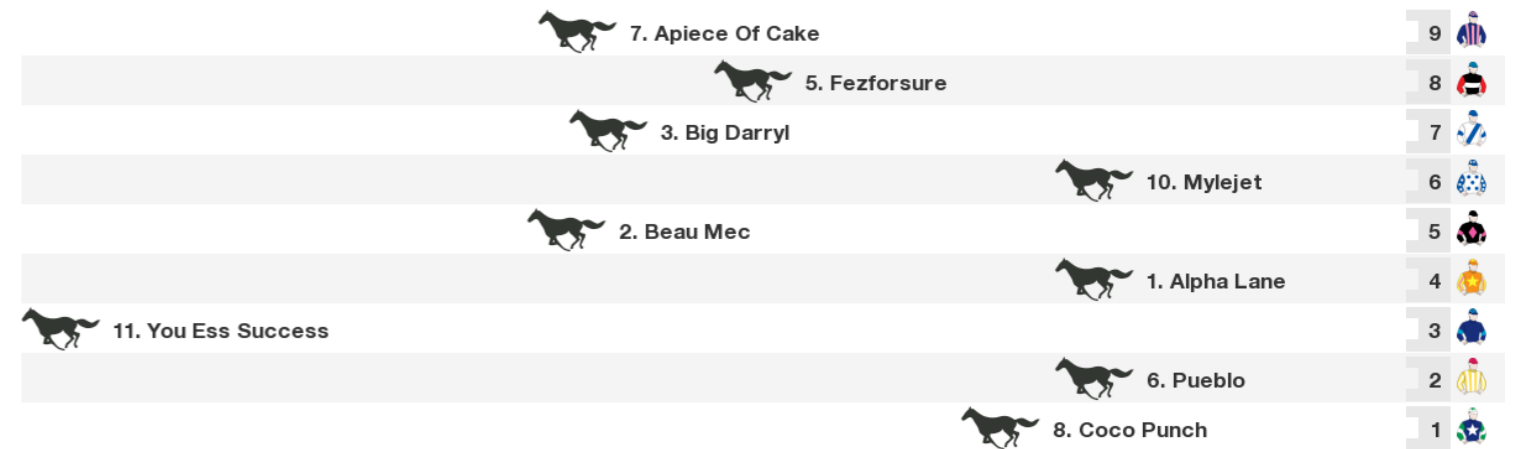 7. Apiece Of Cake 9
5. Fezforsure 8
3. Big Darryl 7
10. Mylejet 6
2. Beau Mec 5
1. Alpha Lane 4
11. You Ess Success 3
6. Pueblo 2
8. Coco Punch 1